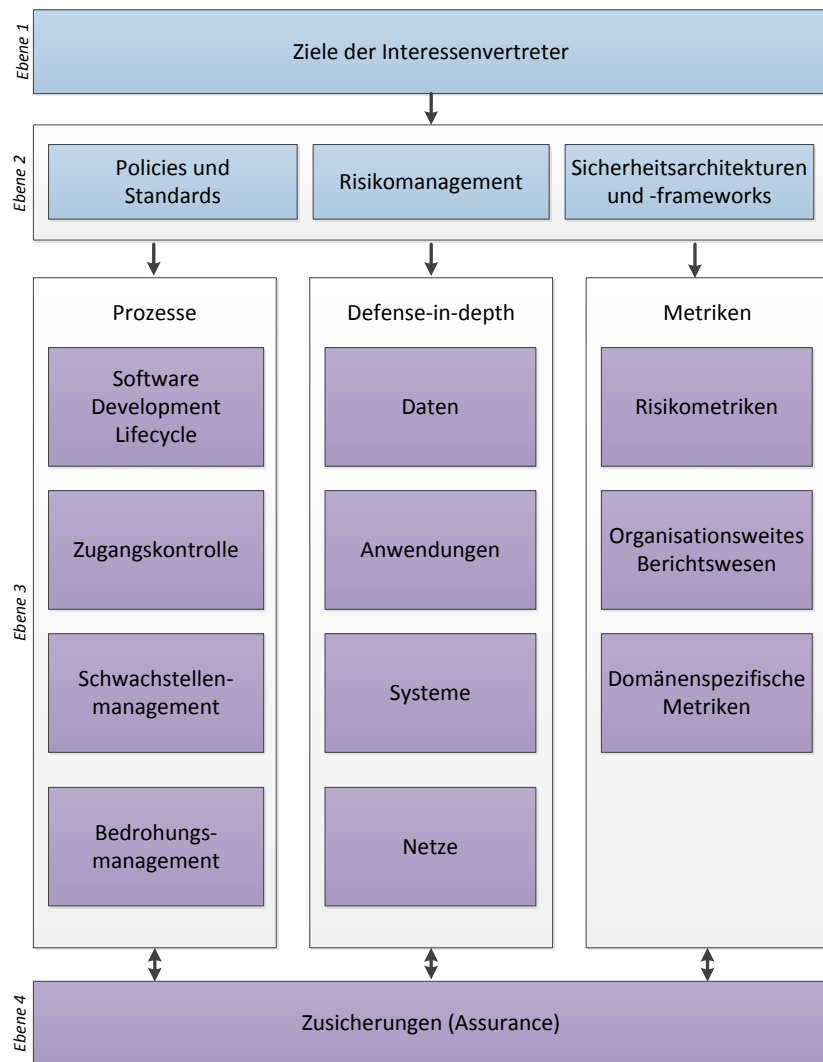 Ebene 1
Ziele der Interessenvertreter
Ebene 2
Policies und
Standards
Risikomanagement
Sicherheitsarchitekturen
und -frameworks
Ebene 3
Prozesse
Software
Development
Lifecycle
Zugangskontrolle
Schwachstellen-
management
Bedrohungs-
management
Defense-in-depth
Daten
Anwendungen
Systeme
Netze
Metriken
Risikometriken
Organisationsweites
Berichtswesen
Domänenspezifische
Metriken
Ebene 4
Zusicherungen (Assurance)